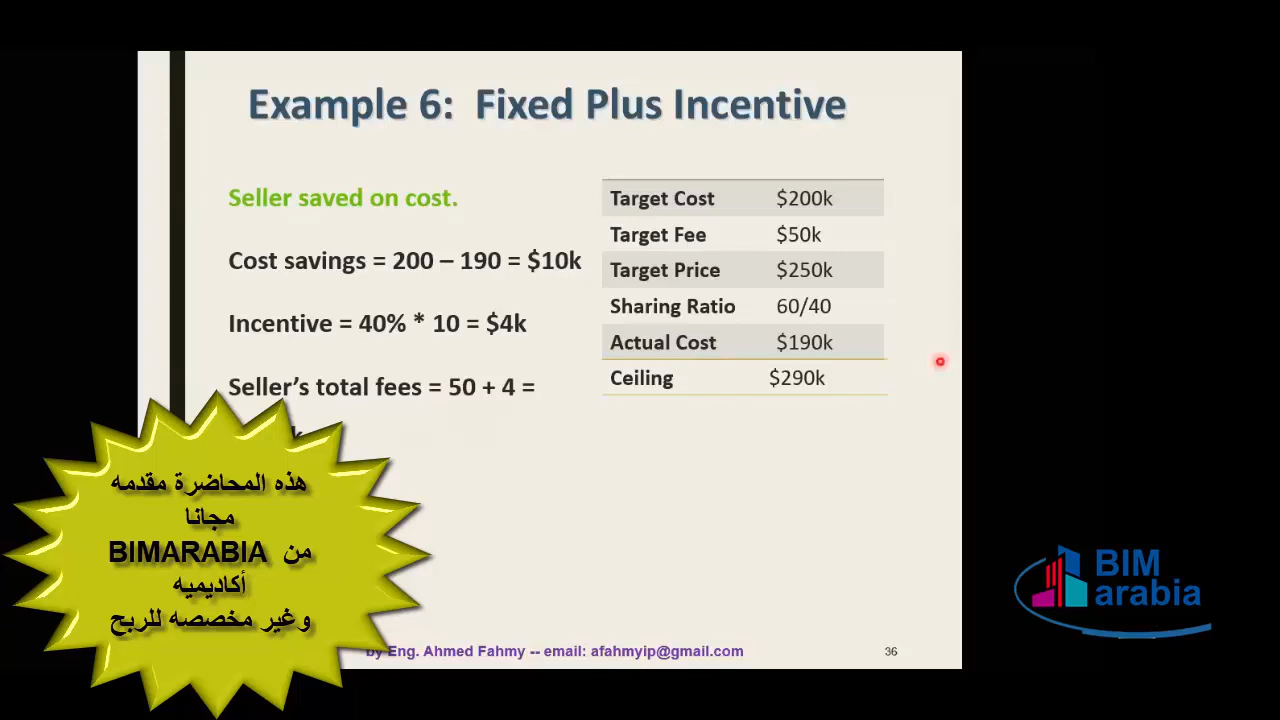 Example 6: Fixed Plus Incentive
Seller saved on cost.
Cost savings = 200 – 190 = $10k
Incentive = 40% * 10 = $4k
Seller's total fees = 50 + 4 =
Target Cost $200k
Target Fee $50k
Target Price $250k
Sharing Ratio 60/40
Actual Cost $190k
Ceiling $290k
هذه المحاضرة مقدمه
مجانا
من BIMARABIA
أكاديميه
وغير مخصصه للربح
BIM
arabia
by Eng. Ahmed Fahmy -- email: afahmyip@gmail.com
36